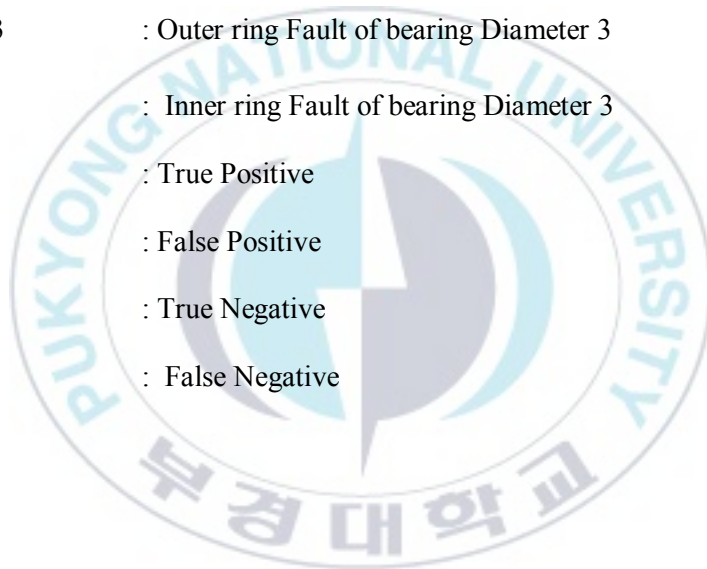 : Outer ring Fault of bearing Diameter 3
: Inner ring Fault of bearing Diameter 3
: True Positive
: False Positive
: True Negative
: False Negative
PUKYONG NATIONAL UNIVERSITY
부경대학교